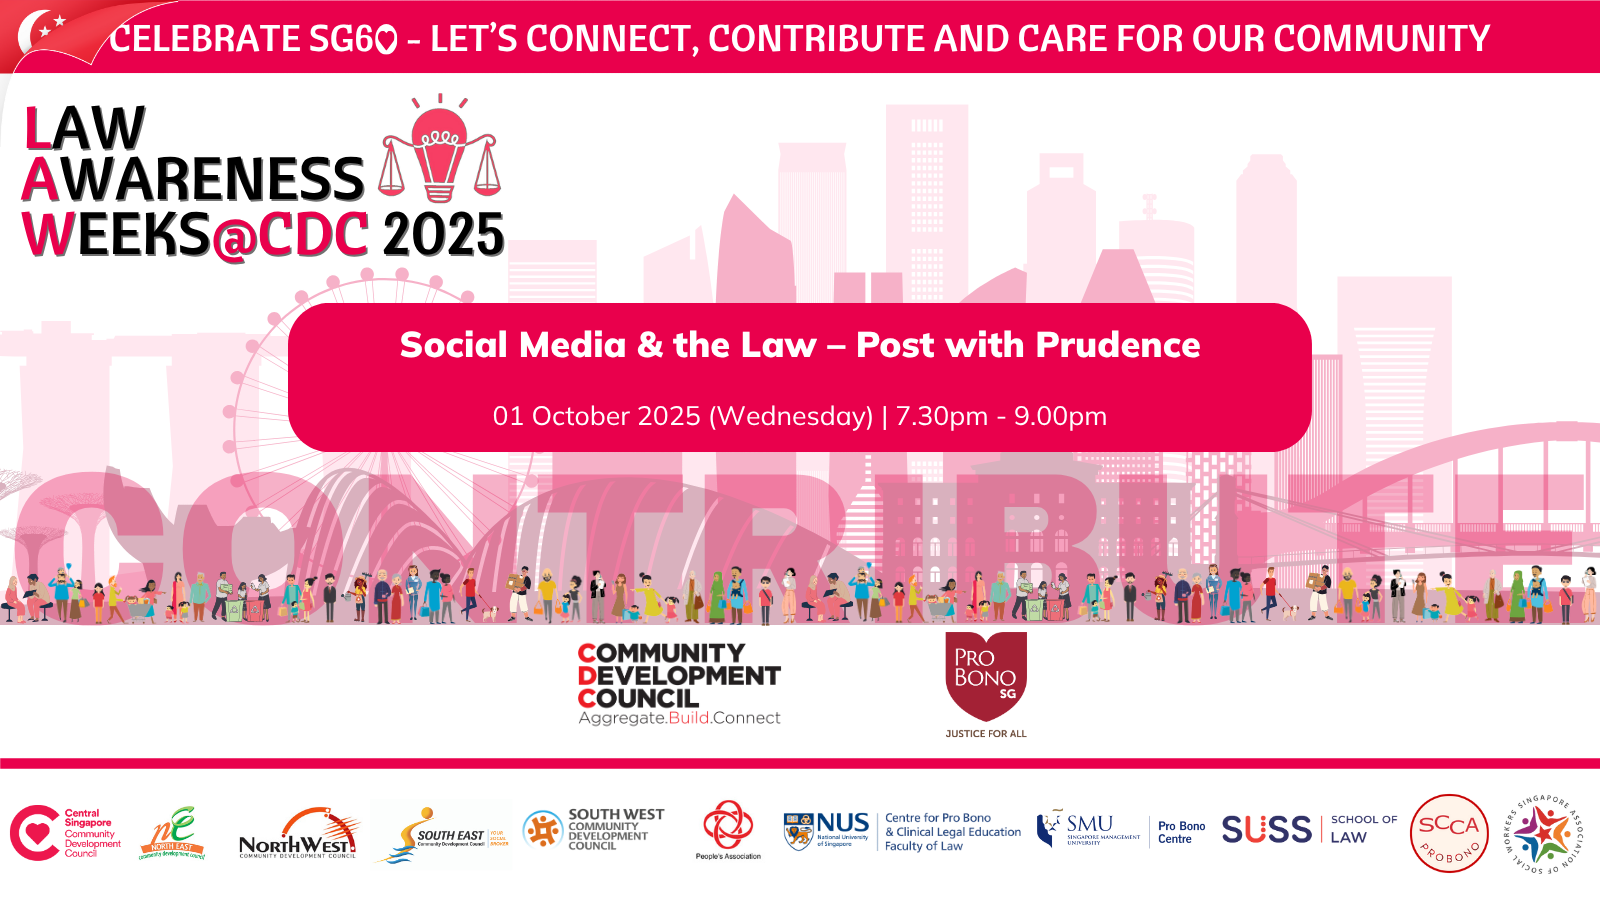 CELEBRATE SG60 - LET'S CONNECT, CONTRIBUTE AND CARE FOR OUR COMMUNITY
LAW
AWARENESS
WEEKS@CDC 2025
Social Media & the Law – Post with Prudence
01 October 2025 (Wednesday) | 7.30pm - 9.00pm
CONTRIBUTE
COMMUNITY
DEVELOPMENT
COUNCIL
Aggregate.Build.Connect
PRO
BONO
SG
JUSTICE FOR ALL
Central
Singapore
Community
Development
Council
NORTH EAST
community development council
NORTHWEST
COMMUNITY DEVELOPMENT COUNCIL
SOUTH EAST
Community Development Council
YOUR
SOCIAL
BROKER
SOUTH WEST
COMMUNITY
DEVELOPMENT
COUNCIL
People's Association
NUS
National University
of Singapore
Centre for Pro Bono
& Clinical Legal Education
Faculty of Law
SMU
SINGAPORE MANAGEMENT
UNIVERSITY
Pro Bono
Centre
SUSS
SCHOOL OF
LAW
SCCA
PROBONO
SINGAPORE ASSOCIATION OF SOCIAL WORKERS